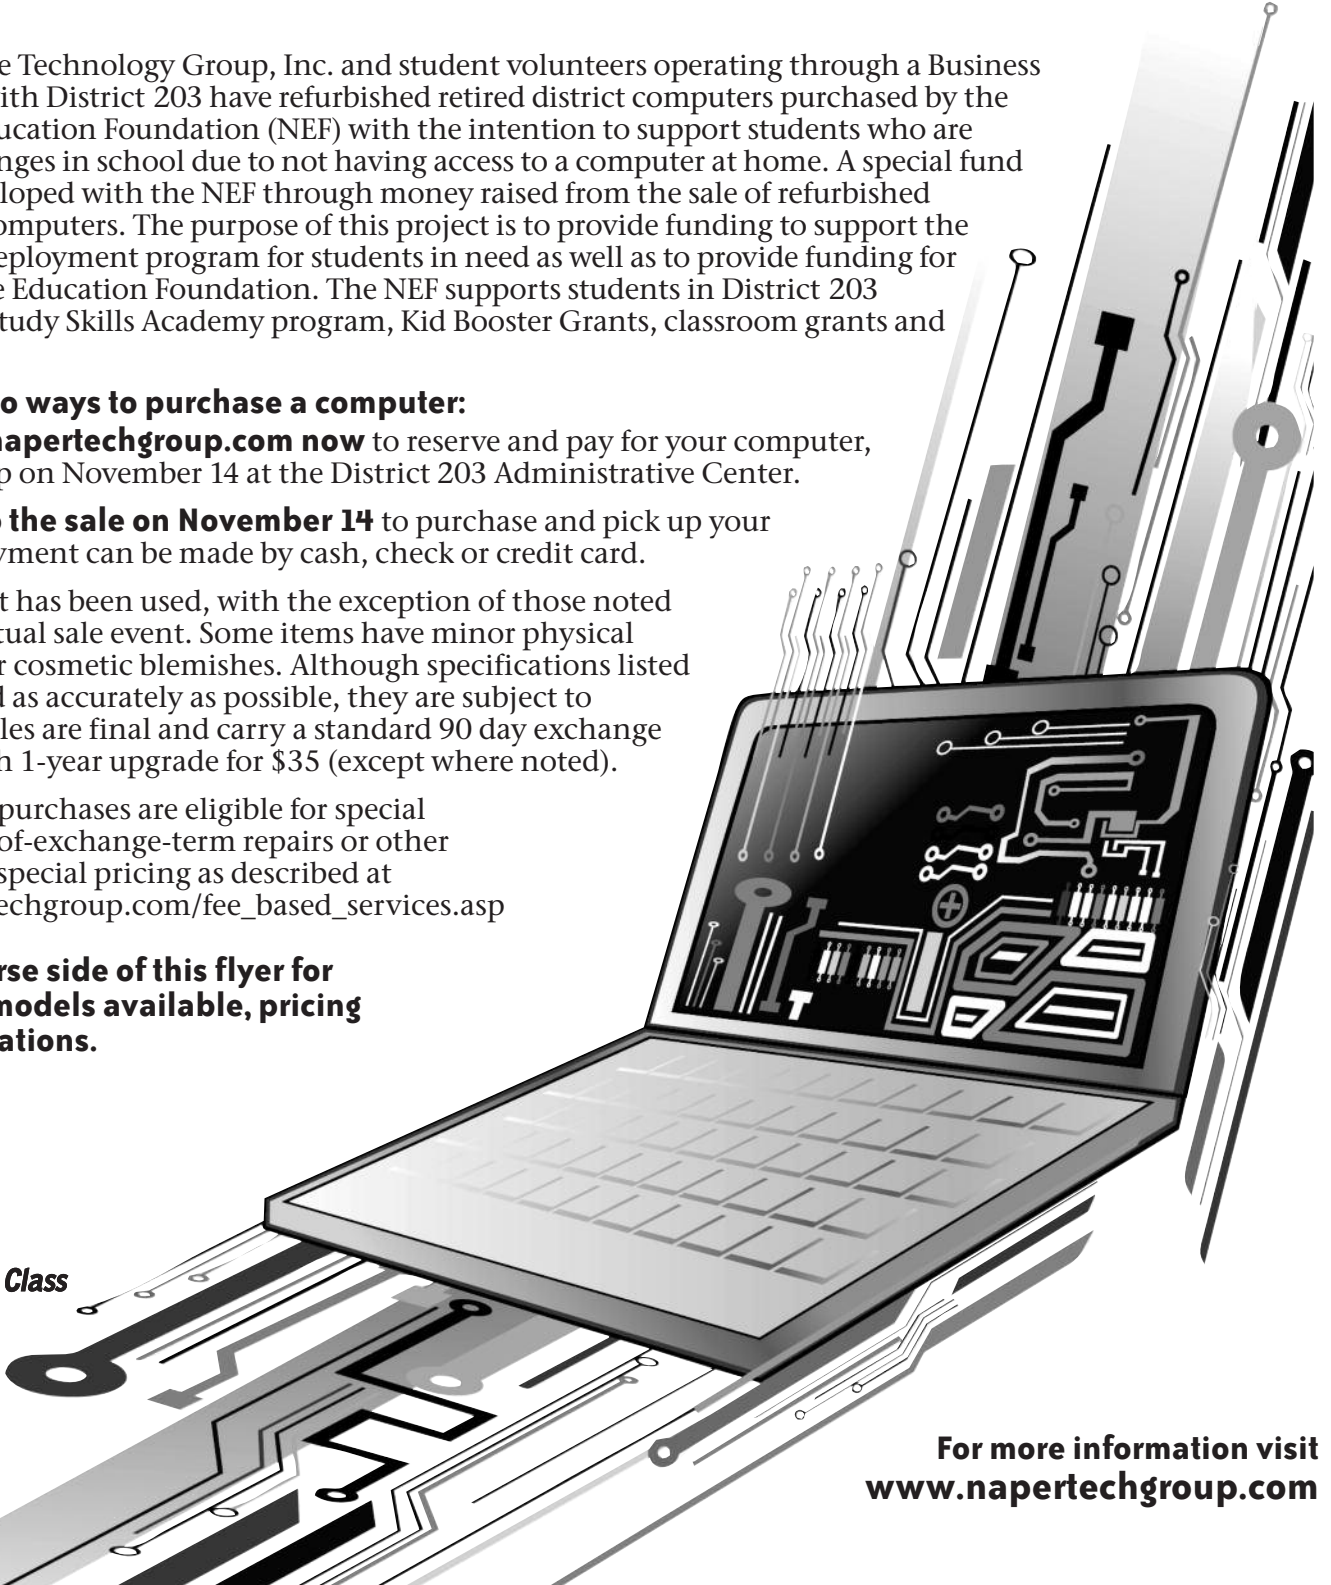 e Technology Group, Inc. and student volunteers operating through a Business
ith District 203 have refurbished retired district computers purchased by the
ucation Foundation (NEF) with the intention to support students who are
nges in school due to not having access to a computer at home. A special fund
loped with the NEF through money raised from the sale of refurbished
omputers. The purpose of this project is to provide funding to support the
eployment program for students in need as well as to provide funding for
e Education Foundation. The NEF supports students in District 203
tudy Skills Academy program, Kid Booster Grants, classroom grants and
o ways to purchase a computer:
napertechgroup.com now to reserve and pay for your computer,
p on November 14 at the District 203 Administrative Center.
o the sale on November 14 to purchase and pick up your
yment can be made by cash, check or credit card.
t has been used, with the exception of those noted
tual sale event. Some items have minor physical
r cosmetic blemishes. Although specifications listed
d as accurately as possible, they are subject to
les are final and carry a standard 90 day exchange
h 1-year upgrade for $35 (except where noted).
purchases are eligible for special
of-exchange-term repairs or other
special pricing as described at
echgroup.com/fee_based_services.asp
rse side of this flyer for
models available, pricing
ations.
Class
For more information visit
www.napertechgroup.com